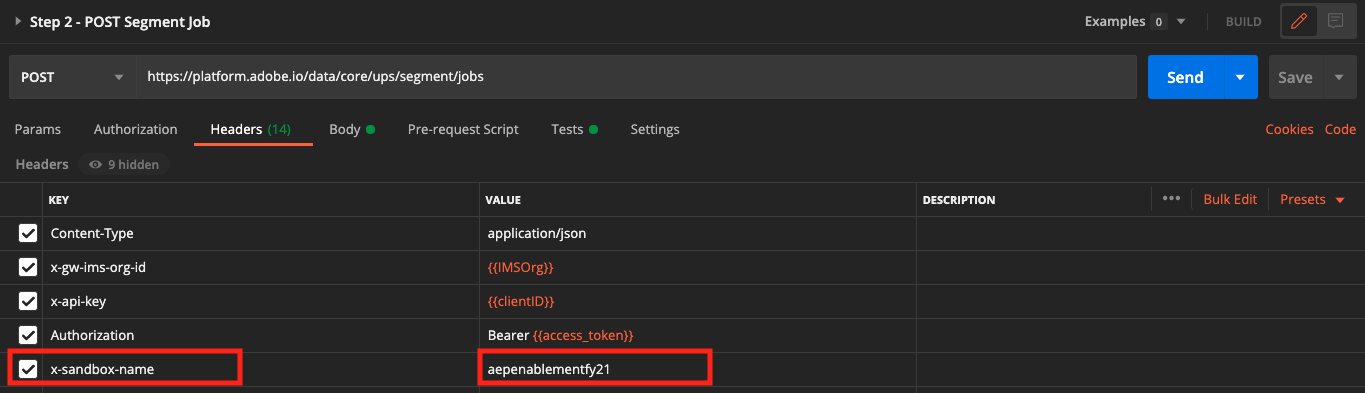 Step 2 - POST Segment Job Examples 0 BUILD
POST https://platform.adobe.io/data/core/ups/segment/jobs Send Save
Params Authorization Headers (14) Body Pre-request Script Tests Settings Cookies Code
Headers 9 hidden
KEY VALUE DESCRIPTION ••• Bulk Edit Presets
Content-Type application/json
x-gw-ims-org-id {{IMSOrg}}
x-api-key {{clientID}}
Authorization Bearer {{access_token}}
x-sandbox-name aepenablementfy21